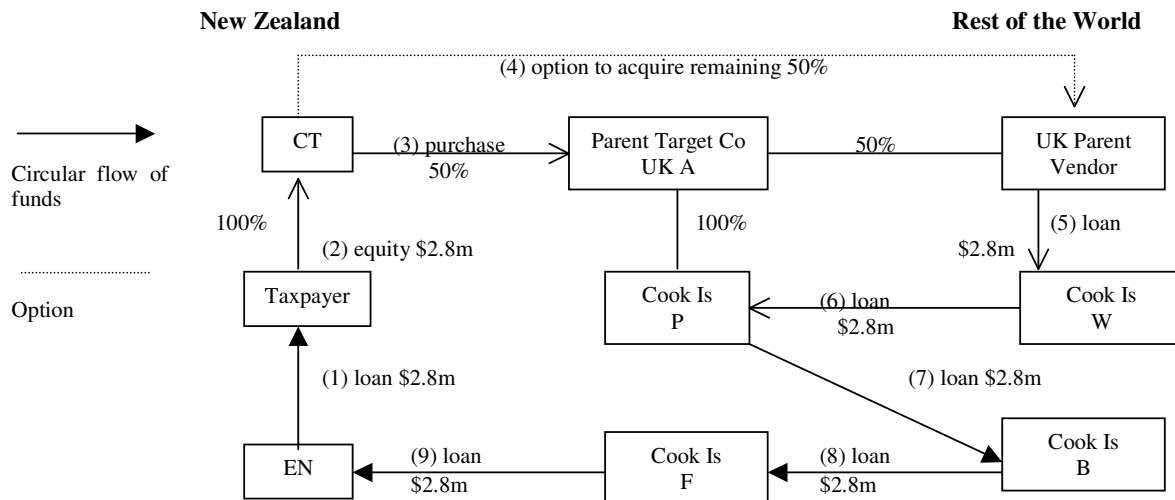 New Zealand
Rest of the World
(4) option to acquire remaining 50%
CT
(3) purchase
50%
Parent Target Co
UK A
50%
UK Parent
Vendor
Circular flow of
funds
100%
(2) equity $2.8m
100%
(5) loan
$2.8m
Option
Taxpayer
Cook Is
P
(6) loan
$2.8m
Cook Is
W
(1) loan $2.8m
(7) loan $2.8m
EN
(9) loan
$2.8m
Cook Is
F
(8) loan
$2.8m
Cook Is
B